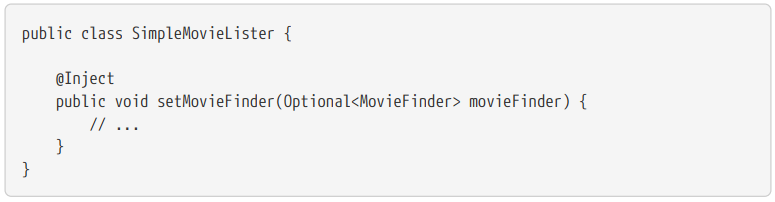 public class SimpleMovieLister {
    @Inject
    public void setMovieFinder(Optional<MovieFinder> movieFinder) {
        // ...
    }
}